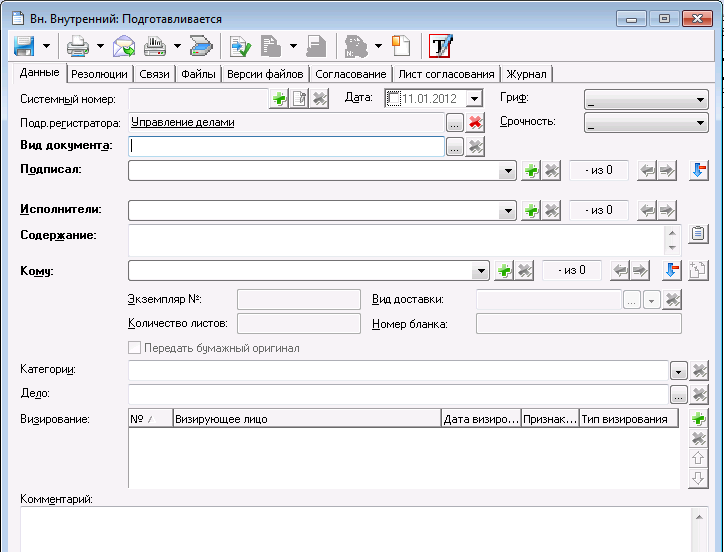 Вн. Внутренний: Подготавливается
Данные Резолюции Связи Файлы Версии файлов Согласование Лист согласования Журнал
Системный номер: Дата: 11.01.2012 Гриф: _
Подр.регистратора: Управление делами ... Срочность: _
Вид документа: ...
Подписал: - из 0
Исполнители: - из 0
Содержание:
Кому: - из 0
Экземпляр №: Вид доставки: ...
Количество листов: Номер бланка:
Передать бумажный оригинал
Категории:
Дело: ...
Визирование: № Визирующее лицо Дата визиро... Признак... Тип визирования
Комментарий: